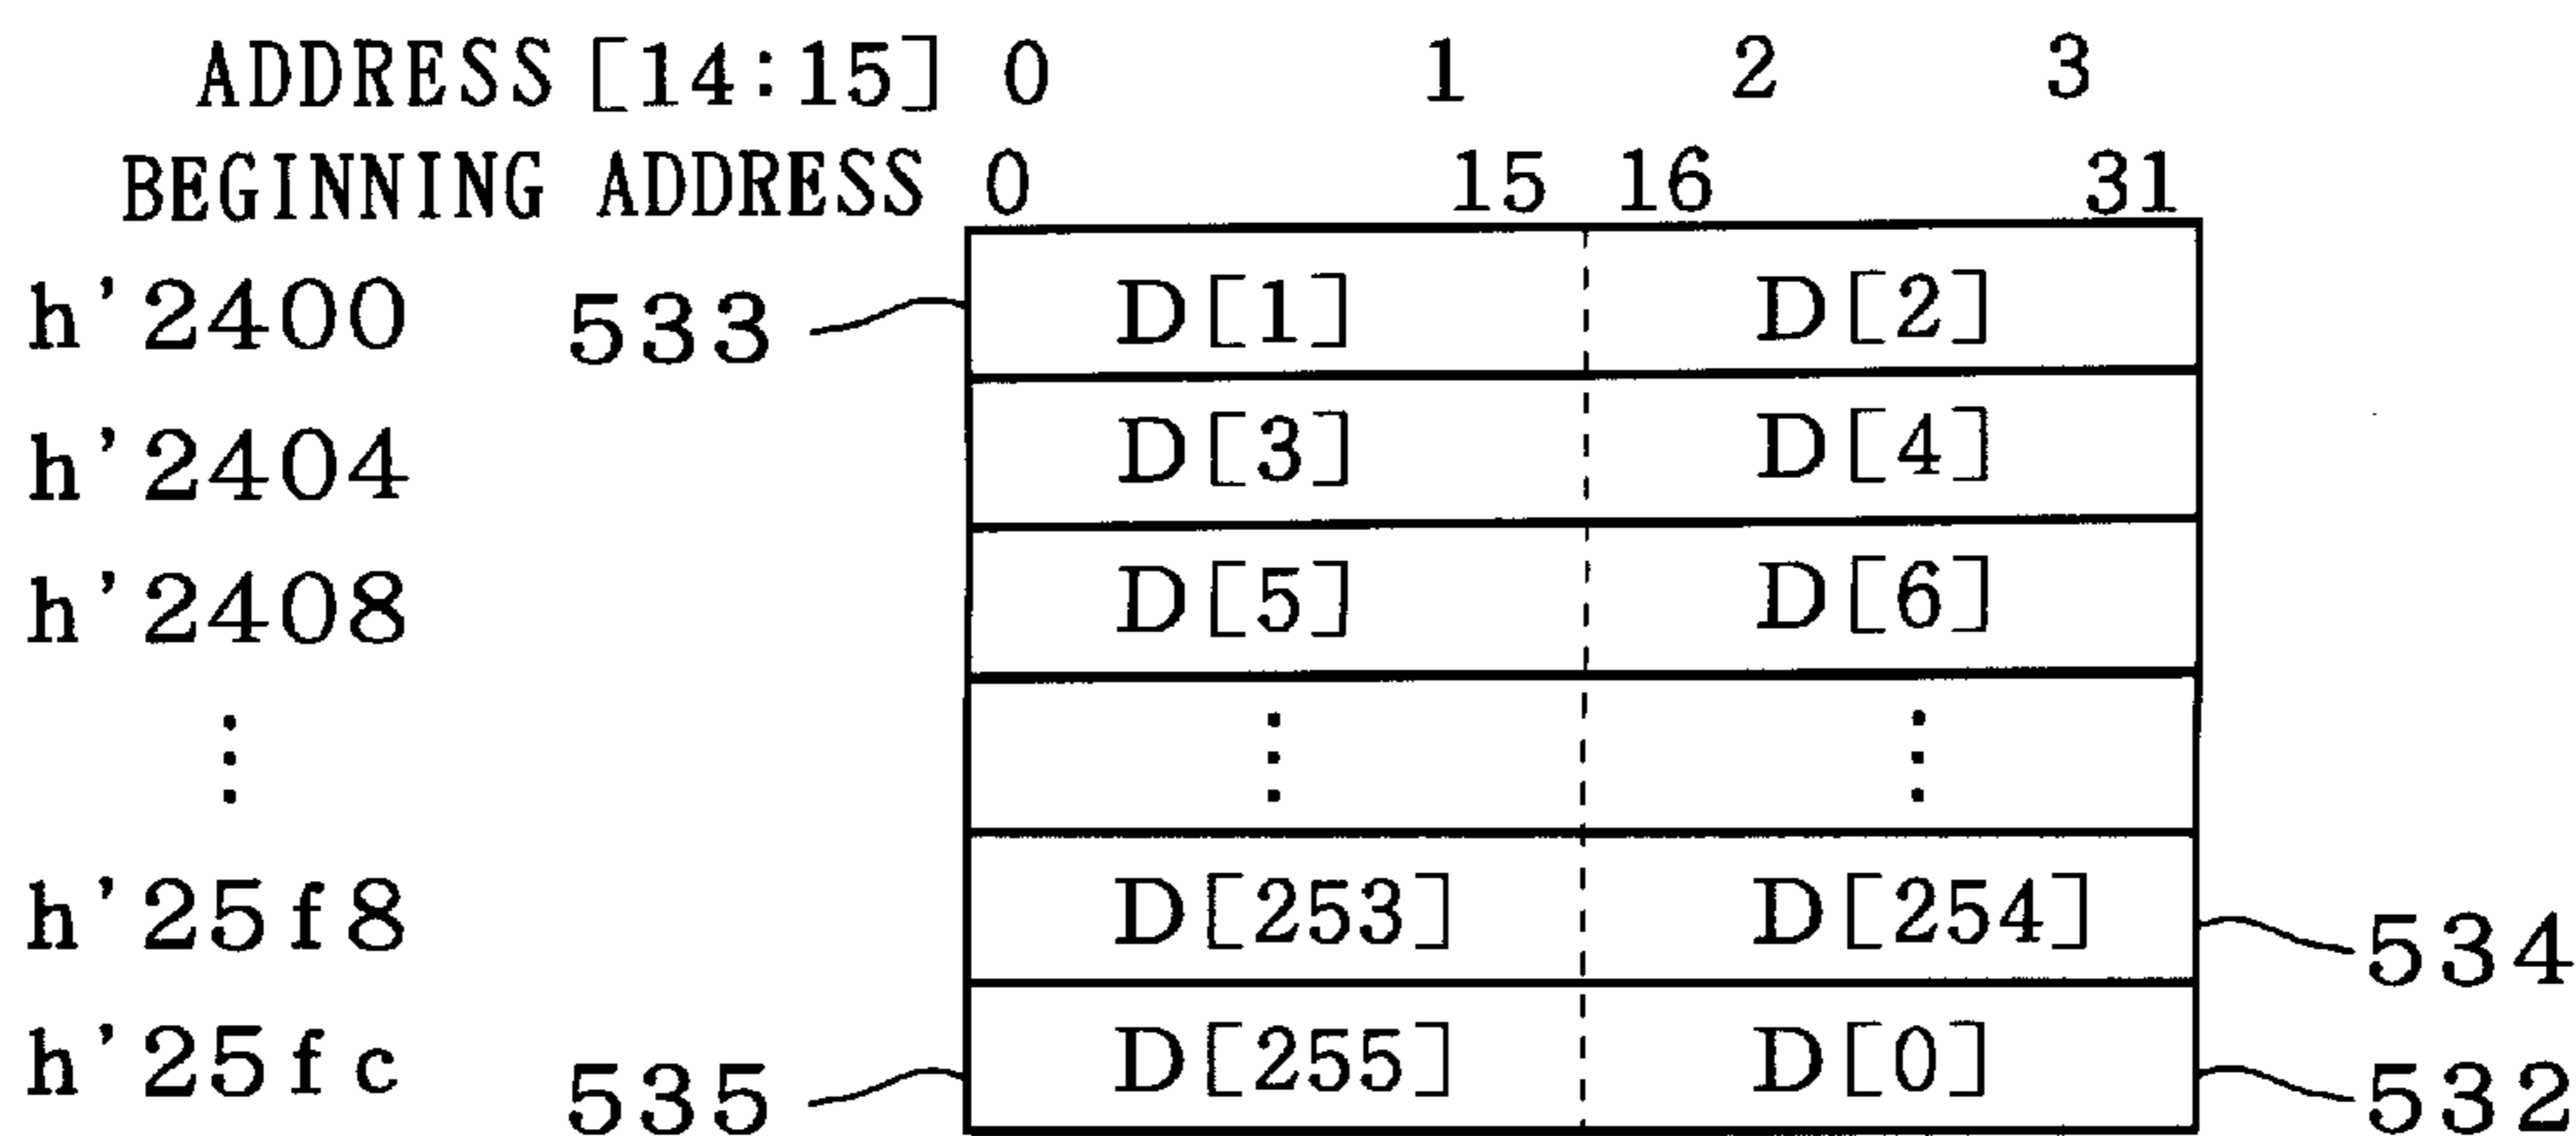 ADDRESS [14:15] 0 1 2 3
BEGINNING ADDRESS 0 15 16 31
h'2400 533 D[1] D[2]
h'2404 D[3] D[4]
h'2408 D[5] D[6]
⋮ ⋮ ⋮
h'25f8 D[253] D[254] 534
h'25fc 535 D[255] D[0] 532